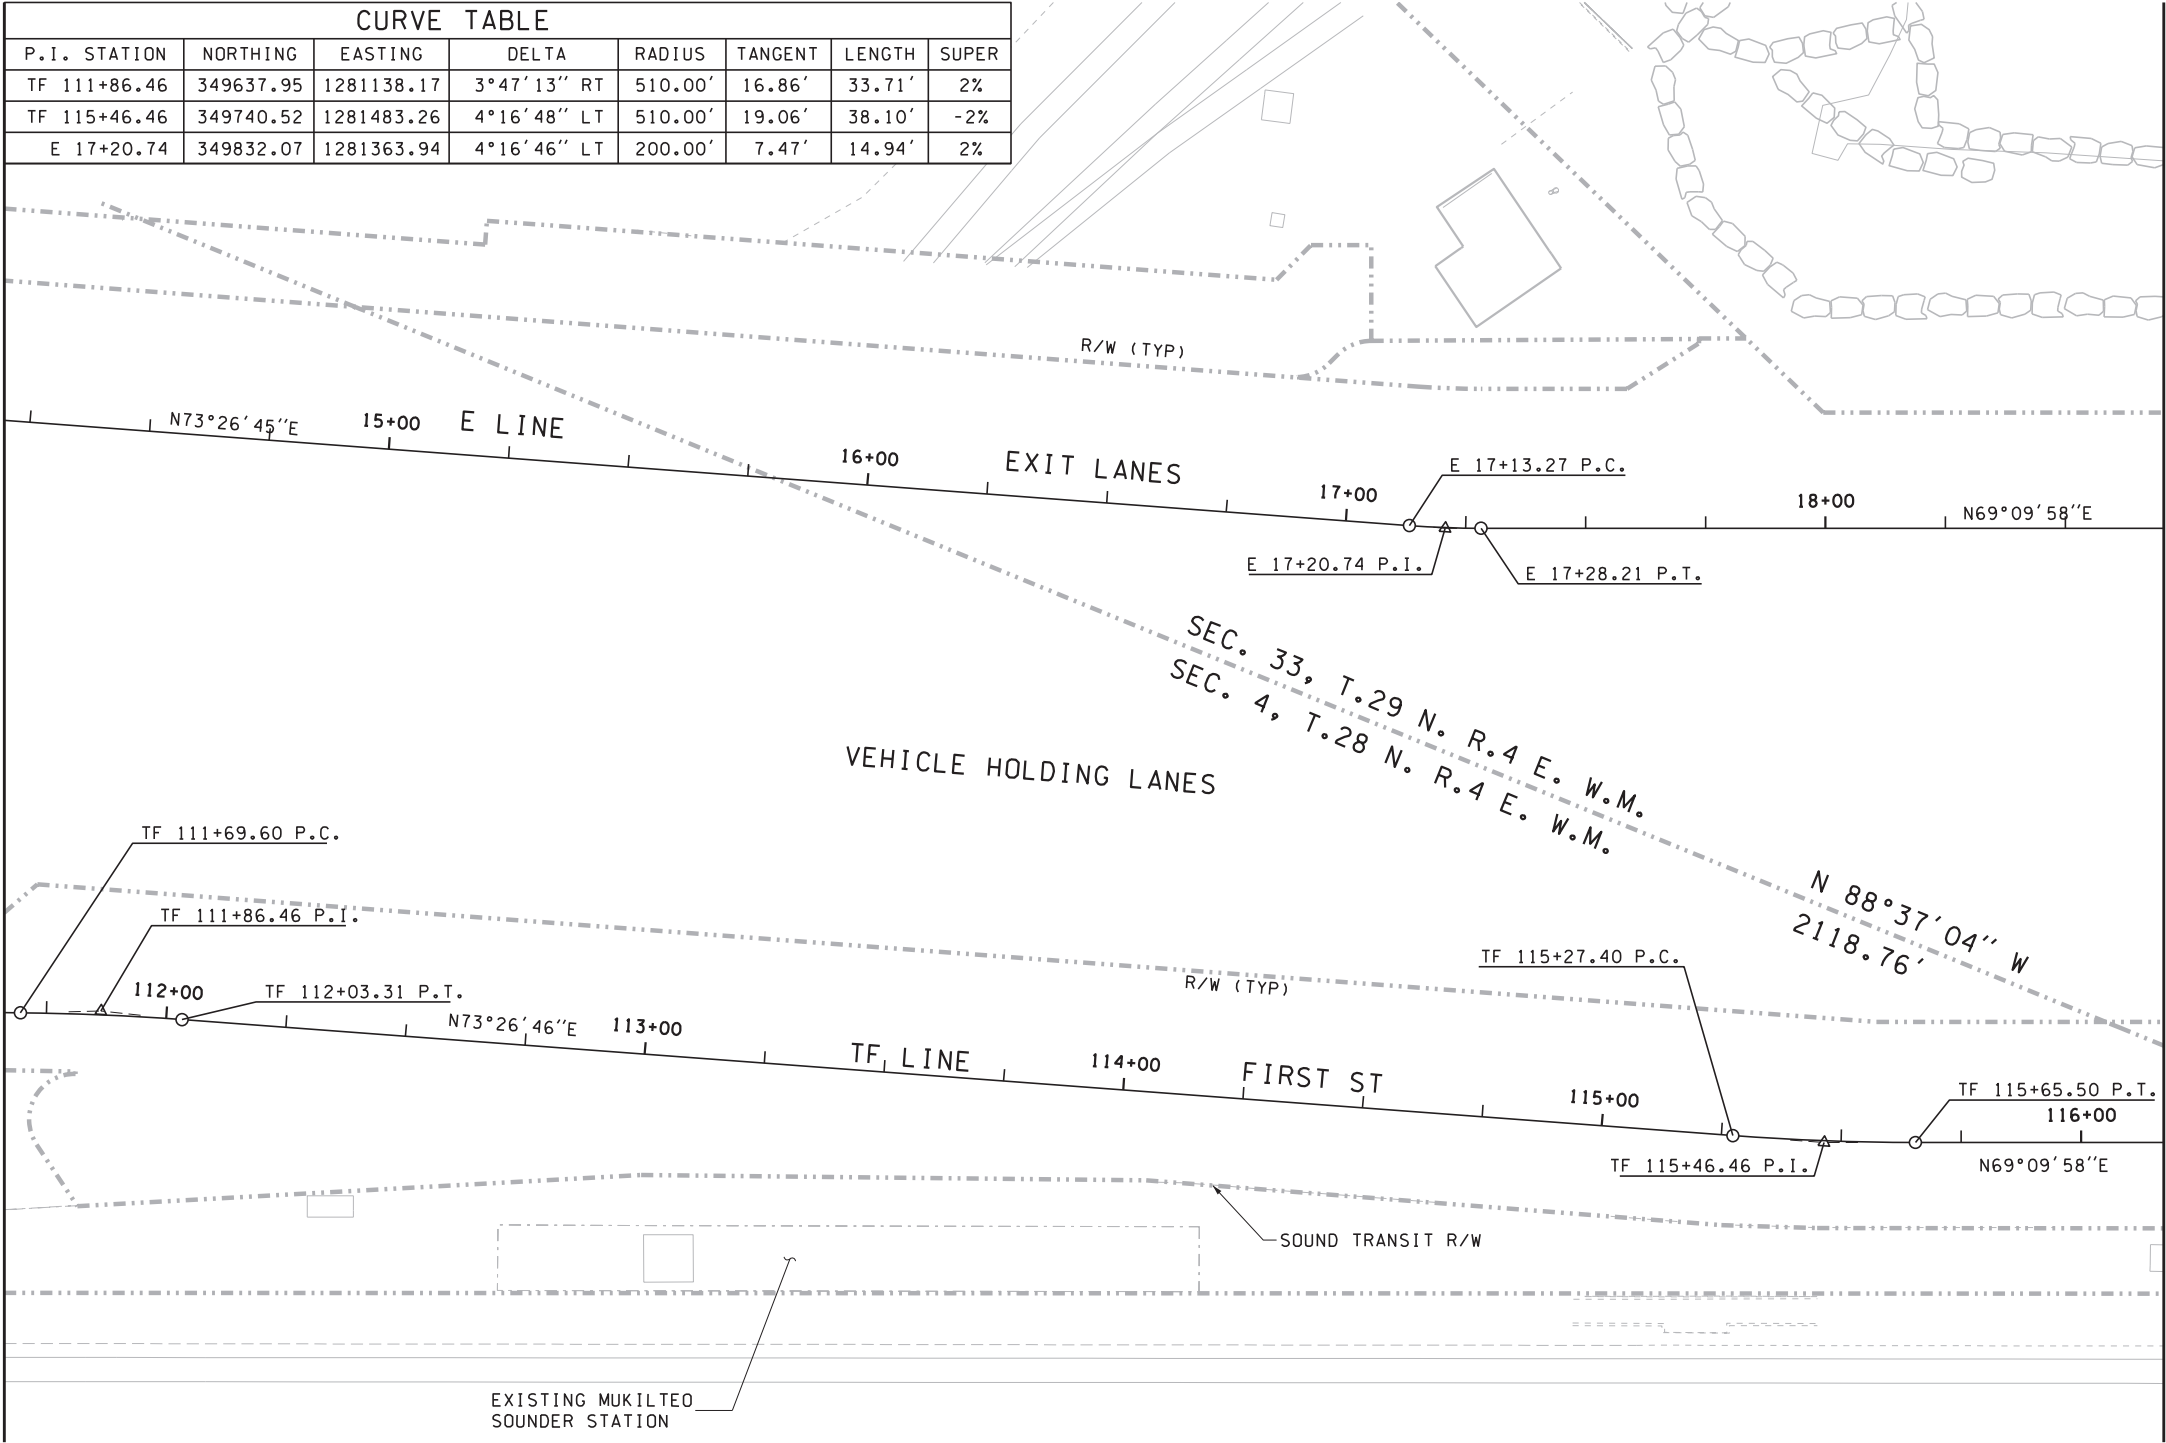 CURVE TABLE
P.I. STATION NORTHING EASTING DELTA RADIUS TANGENT LENGTH SUPER
TF 111+86.46 349637.95 1281138.17 3°47'13" RT 510.00' 16.86' 33.71' 2%
TF 115+46.46 349740.52 1281483.26 4°16'48" LT 510.00' 19.06' 38.10' -2%
E 17+20.74 349832.07 1281363.94 4°16'46" LT 200.00' 7.47' 14.94' 2%
R/W (TYP)
N73°26'45"E
15+00
E LINE
16+00
EXIT LANES
E 17+13.27 P.C.
17+00
18+00
N69°09'58"E
E 17+20.74 P.I.
E 17+28.21 P.T.
SEC. 33, T.29 N. R.4 E. W.M.
SEC. 4, T.28 N. R.4 E. W.M.
VEHICLE HOLDING LANES
N 88°37'04" W
2118.76'
TF 111+69.60 P.C.
TF 111+86.46 P.I.
112+00
TF 112+03.31 P.T.
N73°26'46"E
113+00
TF LINE
114+00
FIRST ST
R/W (TYP)
TF 115+27.40 P.C.
115+00
TF 115+46.46 P.I.
TF 115+65.50 P.T.
116+00
N69°09'58"E
SOUND TRANSIT R/W
EXISTING MUKILTEO
SOUNDER STATION